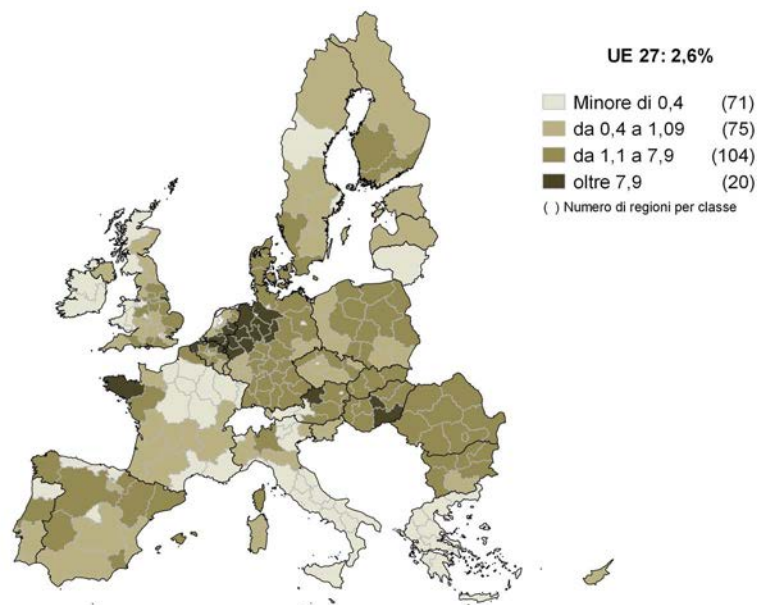 UE 27: 2,6%
Minore di 0,4 (71)
da 0,4 a 1,09 (75)
da 1,1 a 7,9 (104)
oltre 7,9 (20)
( ) Numero di regioni per classe